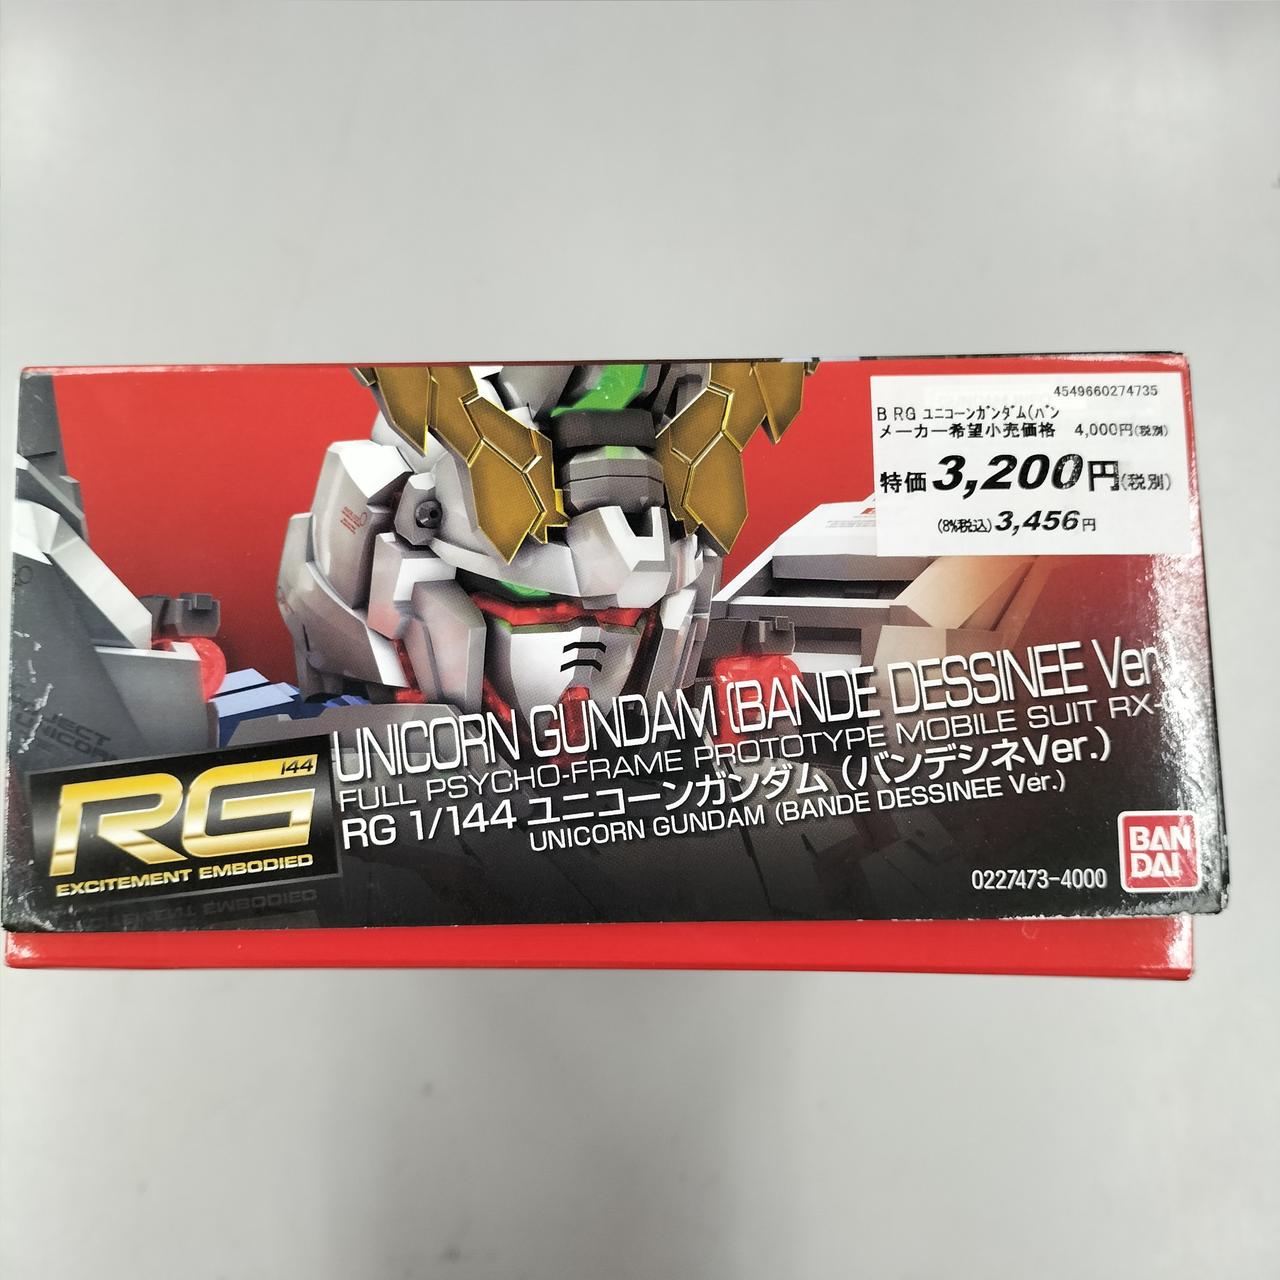 4549660274735
B RG ユニコーンガンダム(バン
メーカー希望小売価格 4,000円(税別)
特価3,200円(税別)
(8%税込)3,456円
UNICORN GUNDAM (BANDE DESSINEE Ver
FULL PSYCHO-FRAME PROTOTYPE MOBILE SUIT RX-
RG 1/144 ユニコーンガンダム (バンデシネVer.)
UNICORN GUNDAM (BANDE DESSINEE Ver.)
144
RG
EXCITEMENT EMBODIED
0227473-4000
BAN
DAI